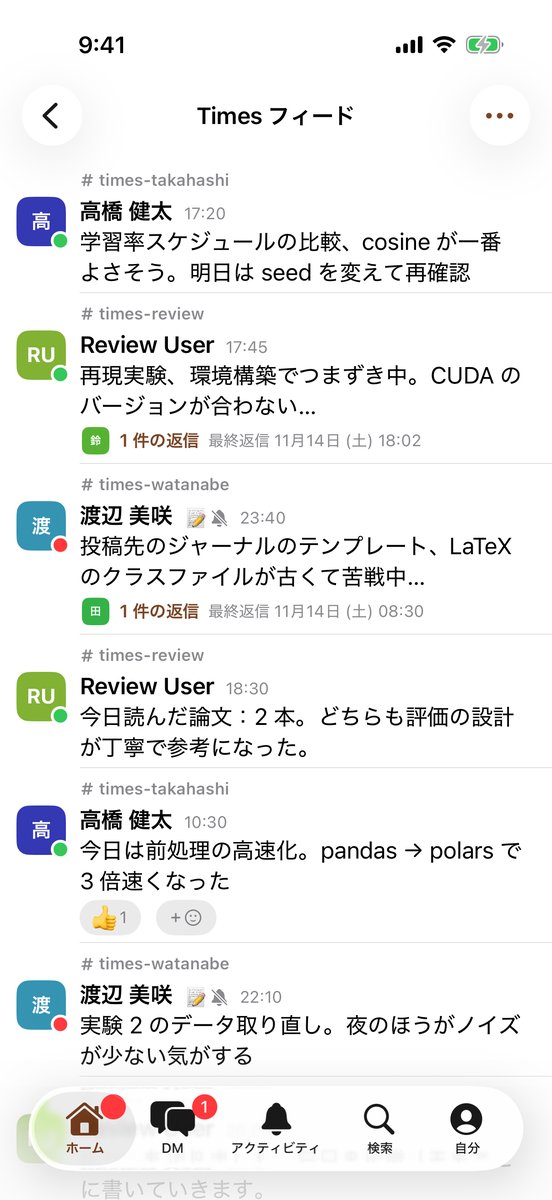 9:41
Times フィード
# times-takahashi
高
高橋 健太 17:20
学習率スケジュールの比較、cosine が一番
よさそう。明日は seed を変えて再確認
# times-review
RU
Review User 17:45
再現実験、環境構築でつまずき中。CUDA の
バージョンが合わない...
鈴 1 件の返信 最終返信 11月14日 (土) 18:02
# times-watanabe
渡
渡辺 美咲 23:40
投稿先のジャーナルのテンプレート、LaTeX
のクラスファイルが古くて苦戦中...
田 1 件の返信 最終返信 11月14日 (土) 08:30
# times-review
RU
Review User 18:30
今日読んだ論文：2 本。どちらも評価の設計
が丁寧で参考になった。
# times-takahashi
高
高橋 健太 10:30
今日は前処理の高速化。pandas → polars で
3 倍速くなった
👍 1
# times-watanabe
渡
渡辺 美咲 22:10
実験 2 のデータ取り直し。夜のほうがノイズ
が少ない気がする
1
ホーム DM アクティビティ 検索 自分
に書いていきます。